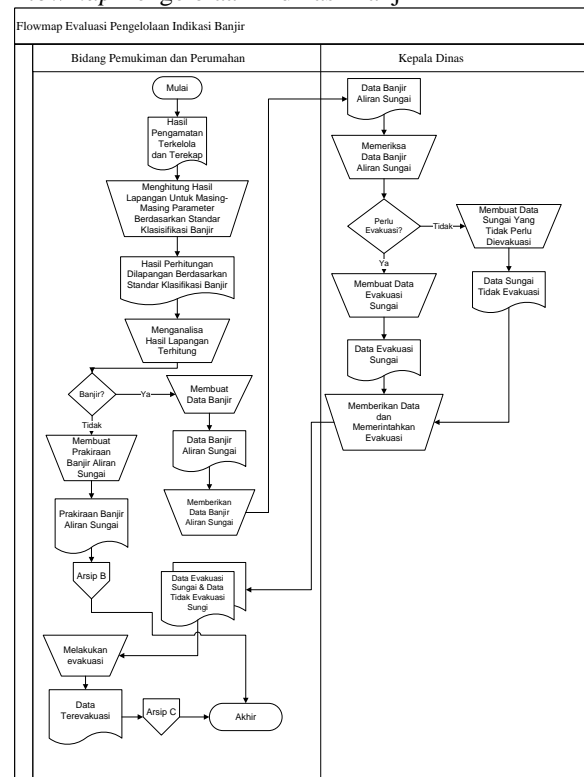 Flowmap Evaluasi Pengelolaan Indikasi Banjir
Bidang Pemukiman dan Perumahan
Kepala Dinas
Mulai
Hasil
Pengamatan
Terkelola
dan Terekap
Menghitung Hasil
Lapangan Untuk Masing-
Masing Parameter
Berdasarkan Standar
Klasisifikasi Banjir
Hasil Perhitungan
Dilapangan Berdasarkan
Standar Klasifikasi Banjir
Menganalisa
Hasil Lapangan
Terhitung
Banjir?
Ya
Tidak
Membuat
Data Banjir
Data Banjir
Aliran Sungai
Memberikan
Data Banjir
Aliran Sungai
Membuat
Prakiraan
Banjir Aliran
Sungai
Prakiraan Banjir
Aliran Sungai
Arsip B
Data Banjir
Aliran Sungai
Memeriksa
Data Banjir
Aliran Sungai
Perlu
Evakuasi?
Tidak
Ya
Membuat Data
Sungai Yang
Tidak Perlu
Dievakuasi
Data Sungai
Tidak Evakuasi
Membuat Data
Evakuasi
Sungai
Data Evakuasi
Sungai
Memberikan Data
dan
Memerintahkan
Evakuasi
Data Evakuasi
Sungai & Data
Tidak Evakuasi
Sungi
Melakukan
evakuasi
Data
Terevakuasi
Arsip C
Akhir